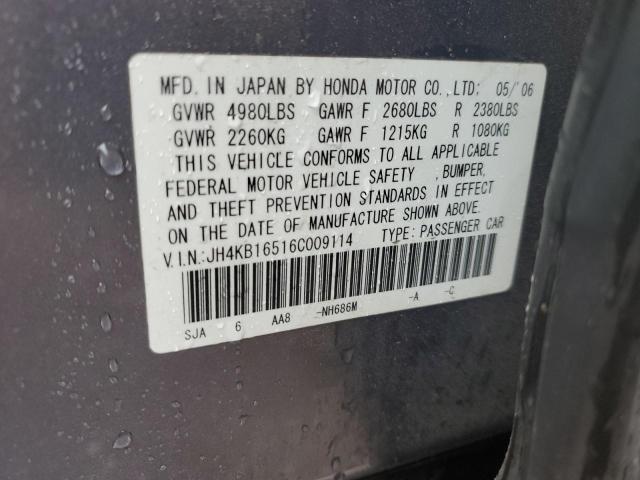 MFD. IN JAPAN BY HONDA MOTOR CO.,LTD: 05/'06
GVWR 4980LBS GAWR F 2680LBS R 2380LBS
GVWR 2260KG GAWR F 1215KG R 1080KG
THIS VEHICLE CONFORMS TO ALL APPLICABLE
FEDERAL MOTOR VEHICLE SAFETY ,BUMPER,
AND THEFT PREVENTION STANDARDS IN EFFECT
ON THE DATE OF MANUFACTURE SHOWN ABOVE.
V.I.N.:JH4KB16516C009114 TYPE: PASSENGER CAR
SJA 6 AA8 -NH686M -A -C